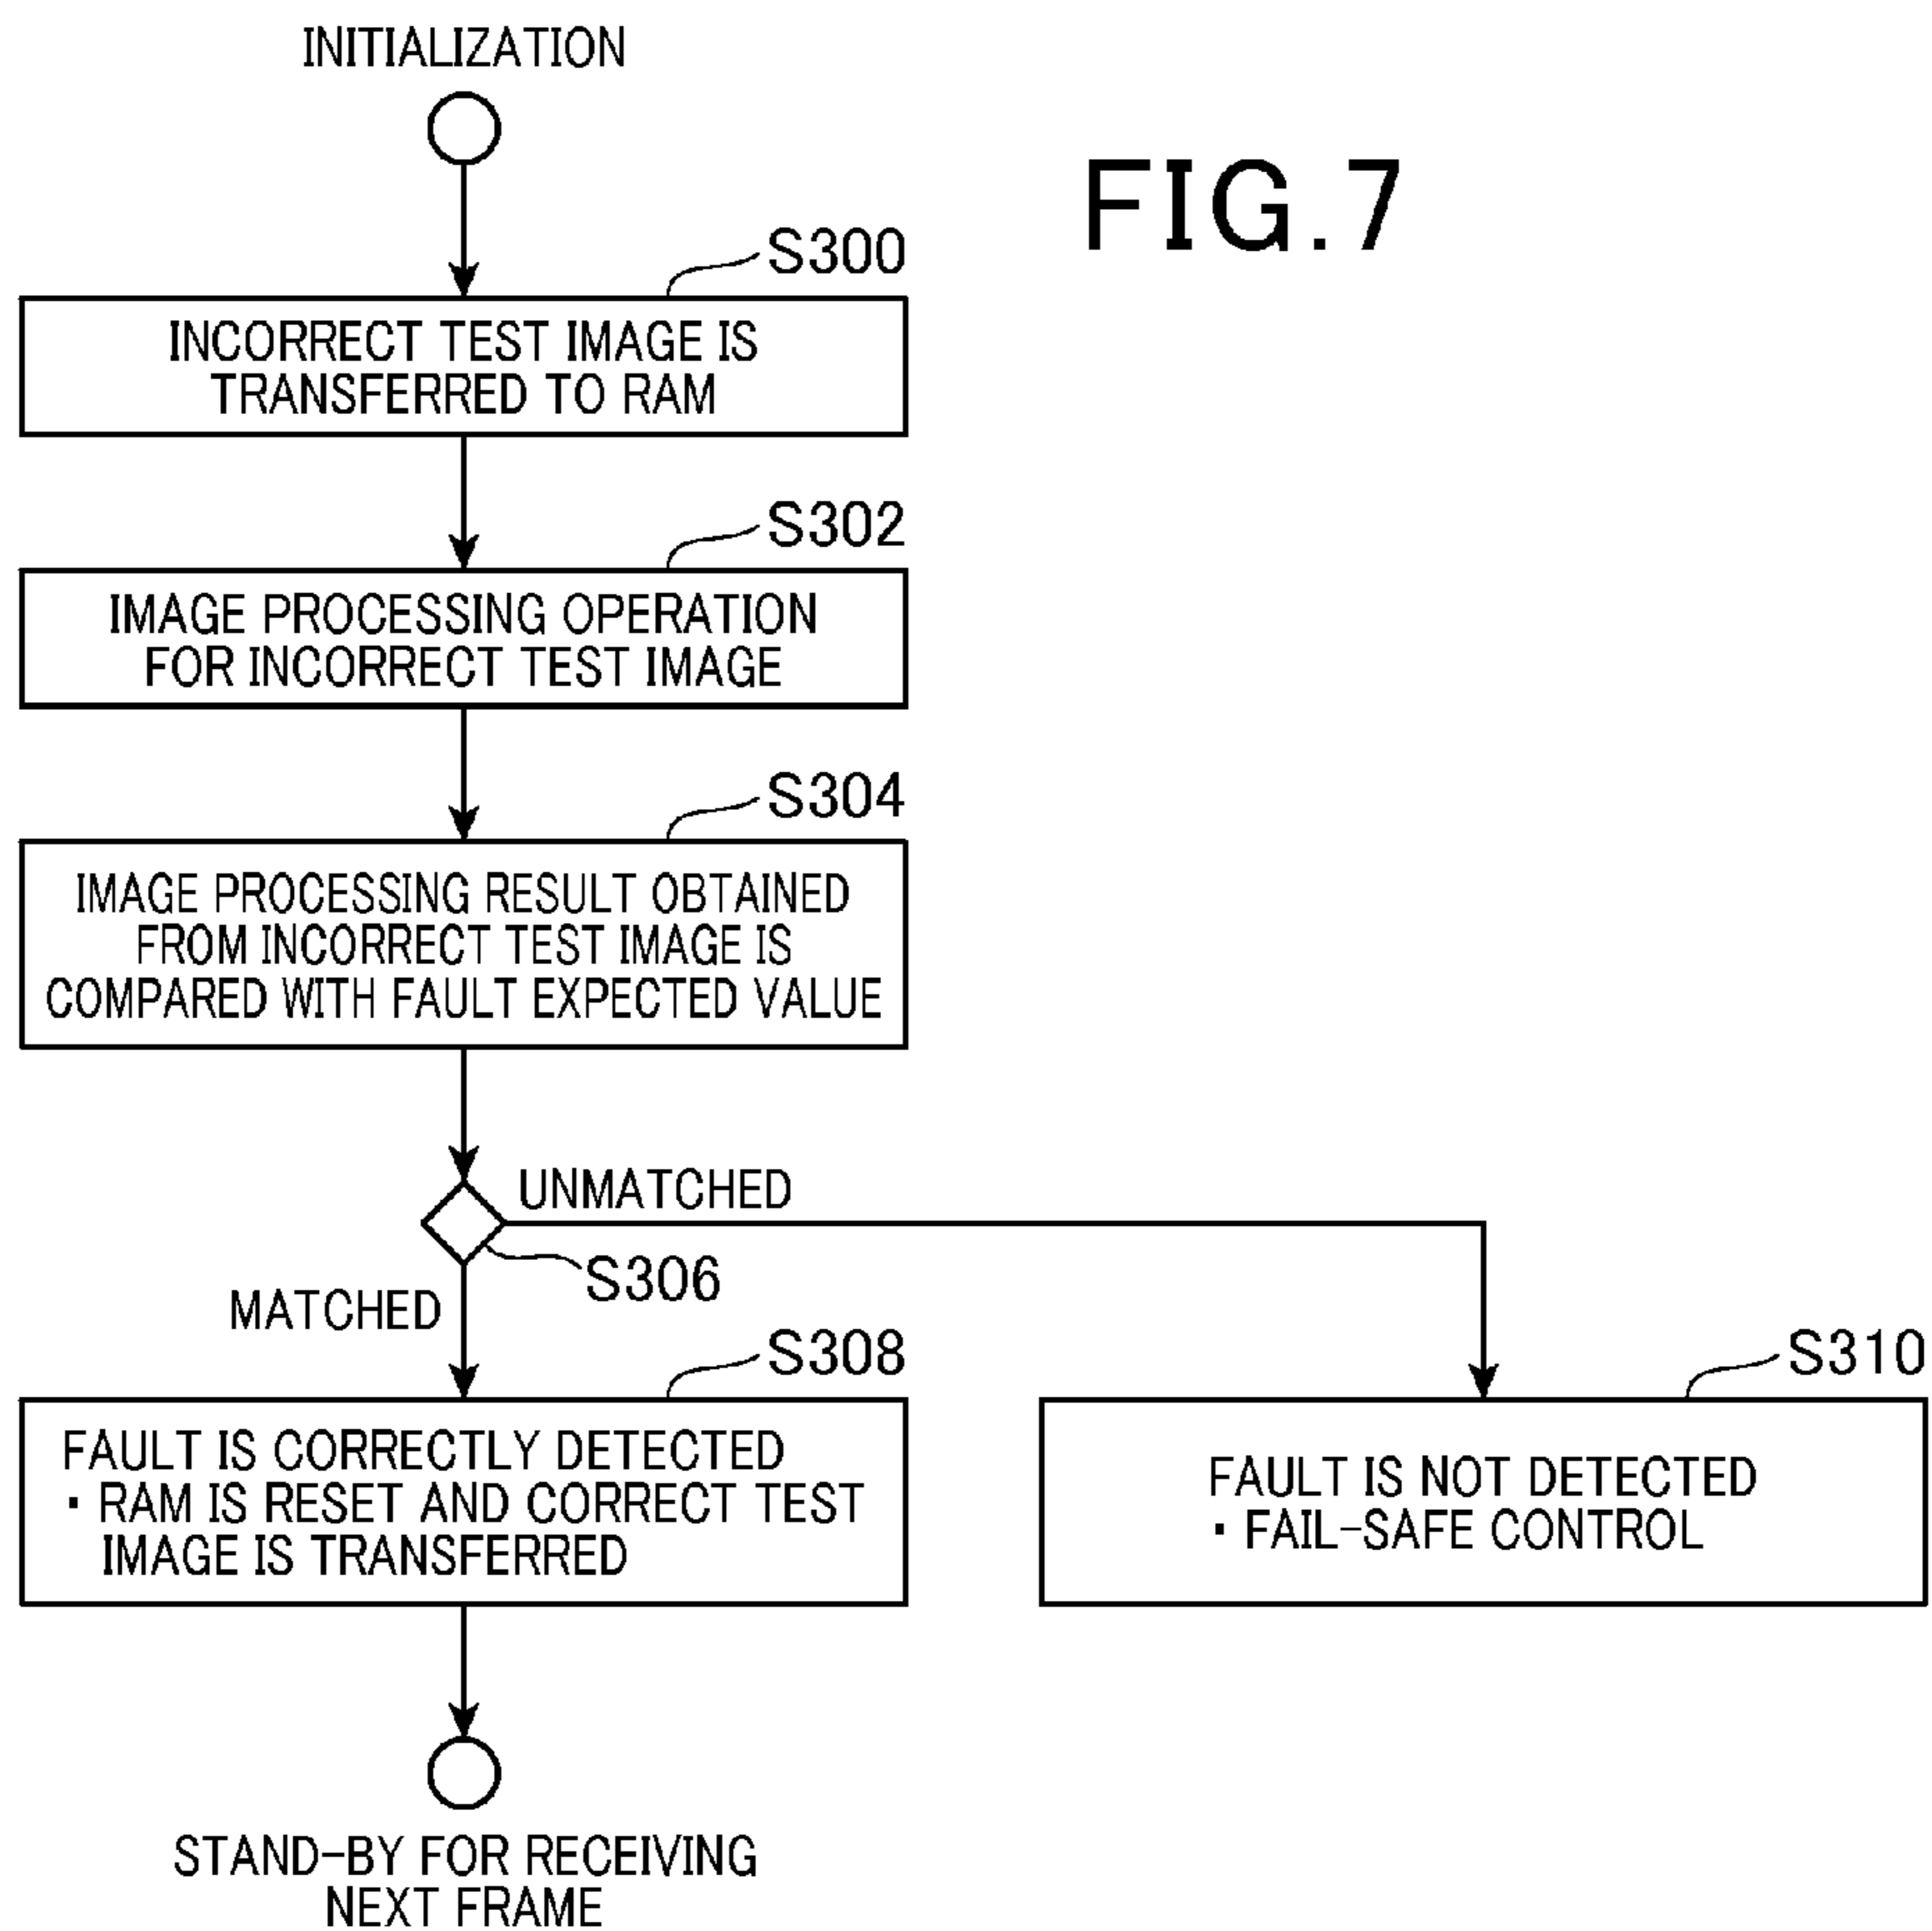 INITIALIZATION
FIG.7
S300
INCORRECT TEST IMAGE IS
TRANSFERRED TO RAM
S302
IMAGE PROCESSING OPERATION
FOR INCORRECT TEST IMAGE
S304
IMAGE PROCESSING RESULT OBTAINED
FROM INCORRECT TEST IMAGE IS
COMPARED WITH FAULT EXPECTED VALUE
UNMATCHED
S306
MATCHED
S308
FAULT IS CORRECTLY DETECTED
・RAM IS RESET AND CORRECT TEST
IMAGE IS TRANSFERRED
S310
FAULT IS NOT DETECTED
・FAIL-SAFE CONTROL
STAND-BY FOR RECEIVING
NEXT FRAME